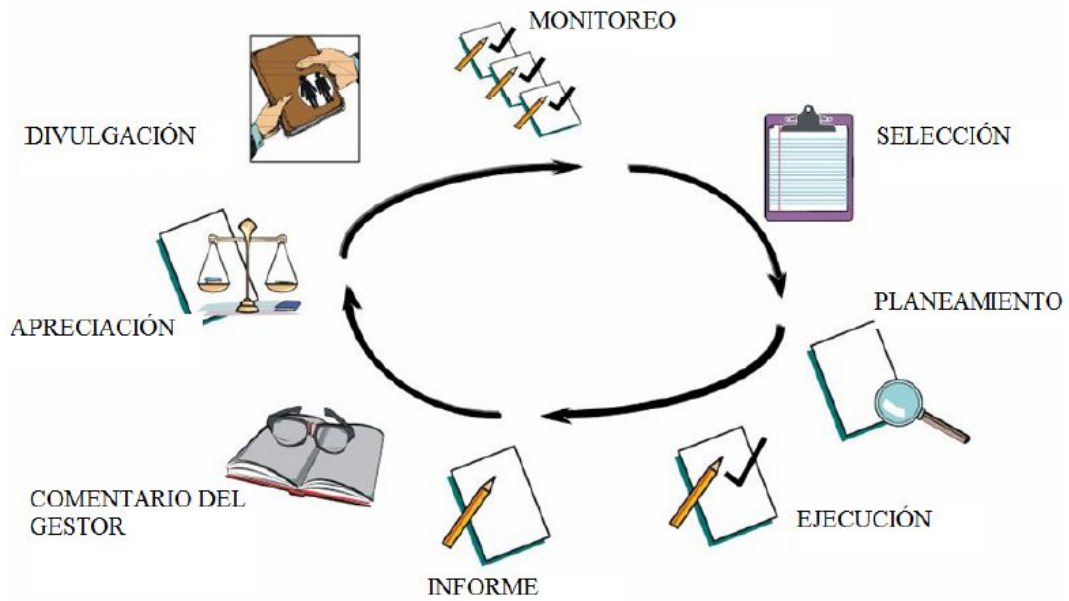 MONITOREO
DIVULGACIÓN
SELECCIÓN
PLANEAMIENTO
APRECIACIÓN
COMENTARIO DEL
GESTOR
EJECUCIÓN
INFORME